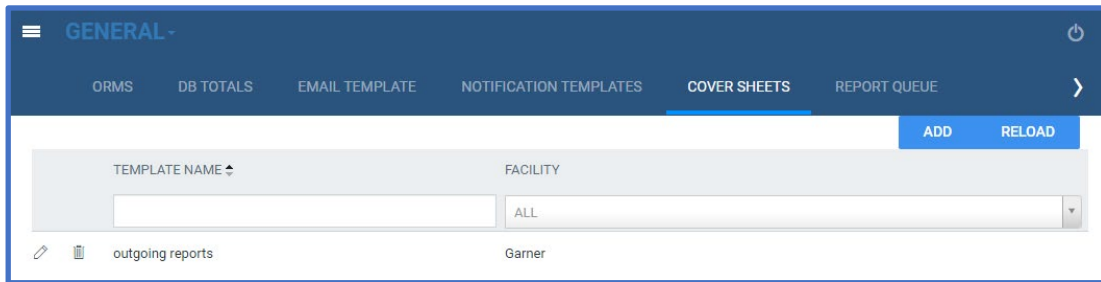 GENERAL
ORMS DB TOTALS EMAIL TEMPLATE NOTIFICATION TEMPLATES COVER SHEETS REPORT QUEUE
ADD RELOAD
TEMPLATE NAME FACILITY
ALL
outgoing reports Garner